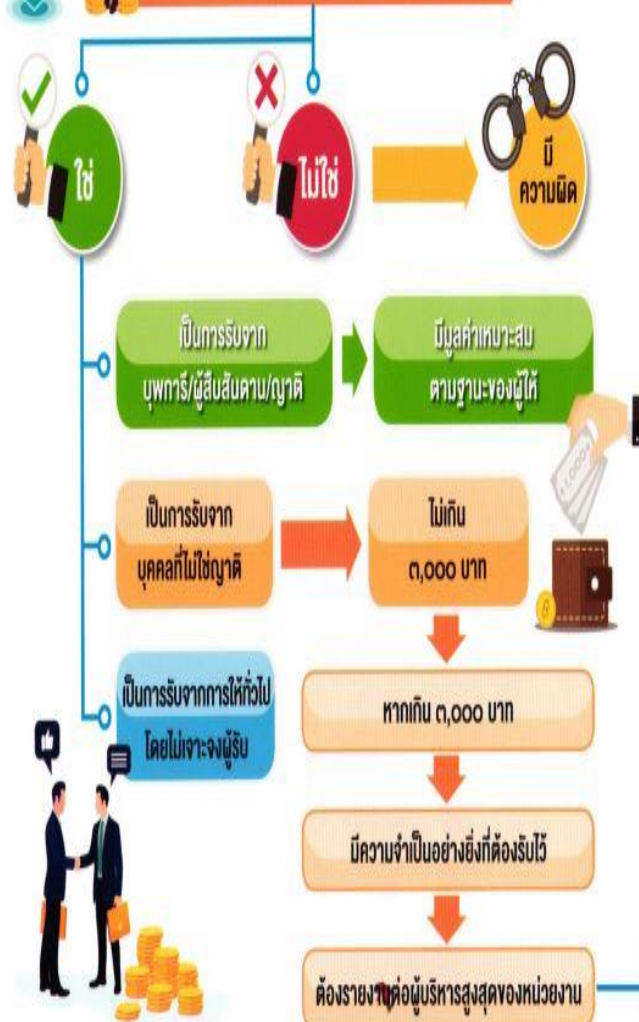 ใช่
ไม่ใช่
มี
ความผิด
เป็นการรับจาก
บุพการี/ผู้สืบสันดาน/ญาติ
มีมูลค่าเหมาะสม
ตามฐานะของผู้ให้
เป็นการรับจาก
บุคคลที่ไม่ใช่ญาติ
ไม่เกิน
๓,๐๐๐ บาท
1,000
เป็นการรับจากการให้ทั่วไป
โดยไม่เจาะจงผู้รับ
หากเกิน ๓,๐๐๐ บาท
มีความจำเป็นอย่างยิ่งที่ต้องรับไว้
ต้องรายงานต่อผู้บริหารสูงสุดของหน่วยงาน